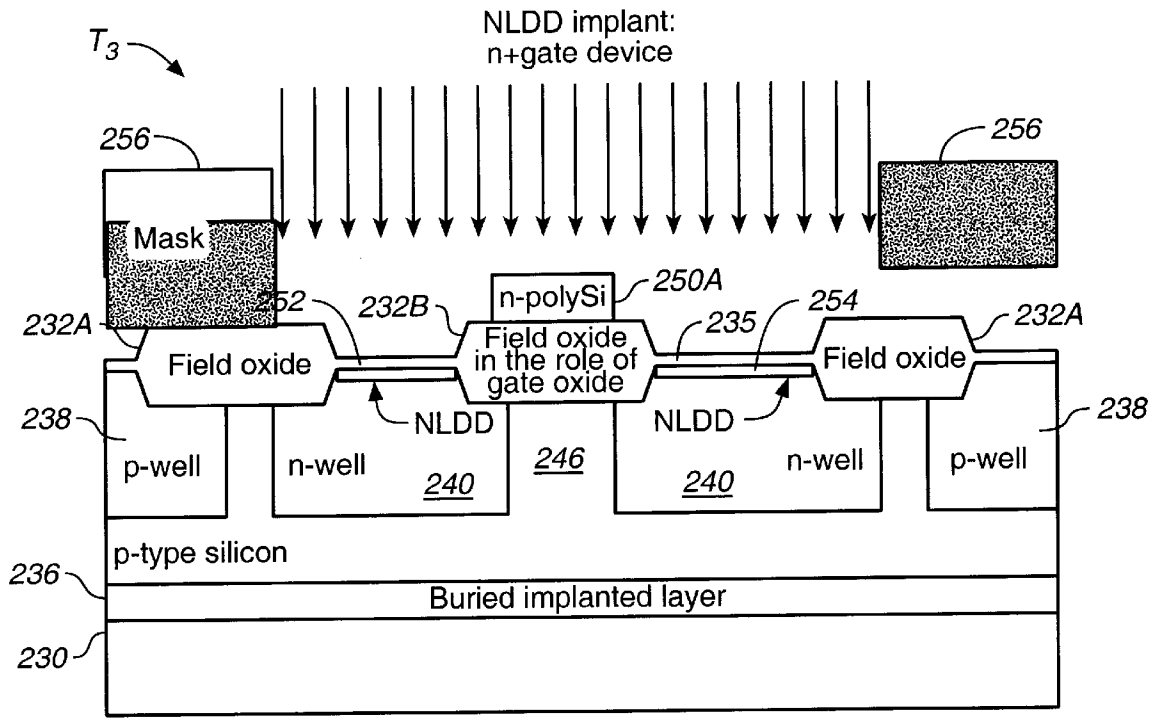 NLDD implant:
n+gate device
T3
256
256
Mask
n-polySi
250A
252
232B
232A
235
254
232A
Field oxide
Field oxide
in the role of
gate oxide
Field oxide
NLDD
NLDD
238
238
p-well
n-well
240
246
240
n-well
p-well
p-type silicon
236
Buried implanted layer
230